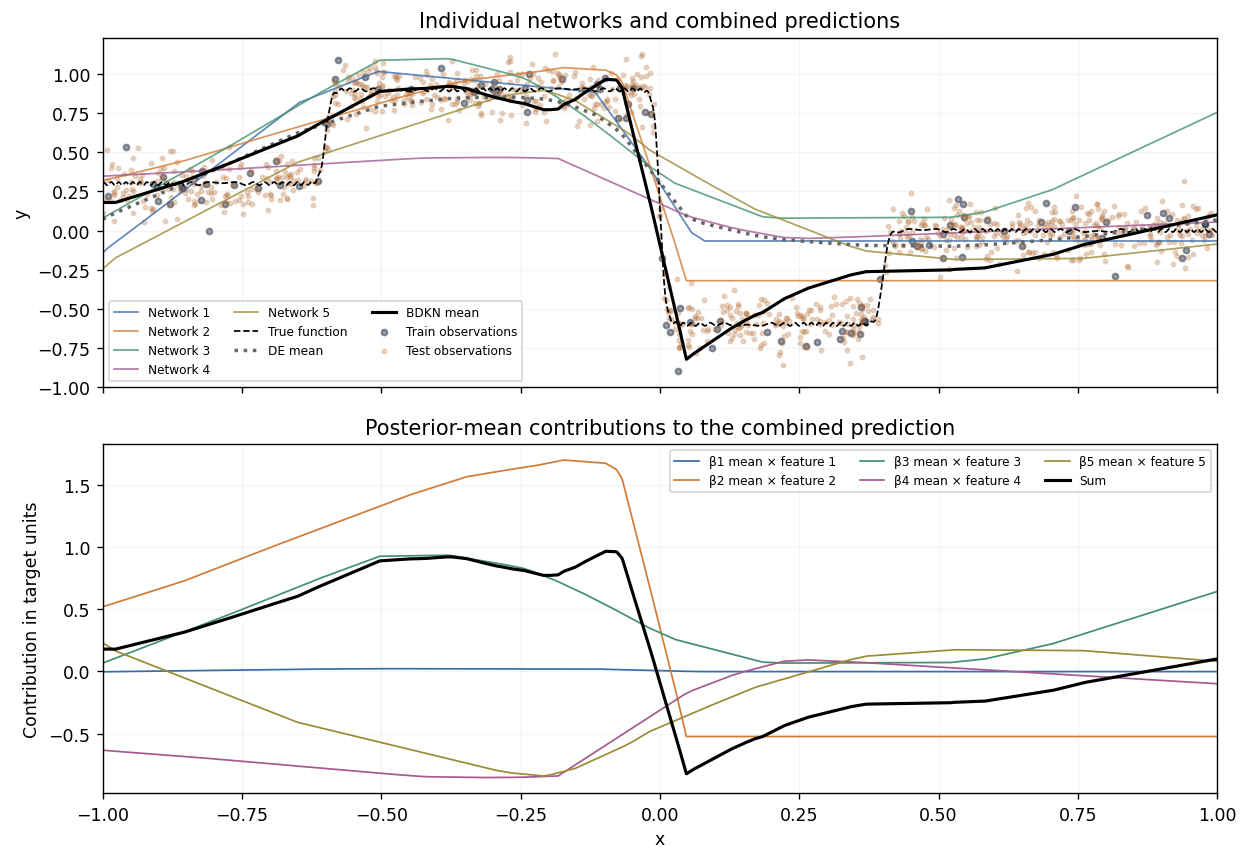 Individual networks and combined predictions
1.00
0.75
0.50
0.25
0.00
−0.25
−0.50
−0.75
−1.00
y
Network 1
Network 2
Network 3
Network 4
Network 5
True function
DE mean
BDKN mean
Train observations
Test observations
Posterior-mean contributions to the combined prediction
1.5
1.0
0.5
0.0
−0.5
Contribution in target units
β1 mean × feature 1
β2 mean × feature 2
β3 mean × feature 3
β4 mean × feature 4
β5 mean × feature 5
Sum
−1.00 −0.75 −0.50 −0.25 0.00 0.25 0.50 0.75 1.00
x